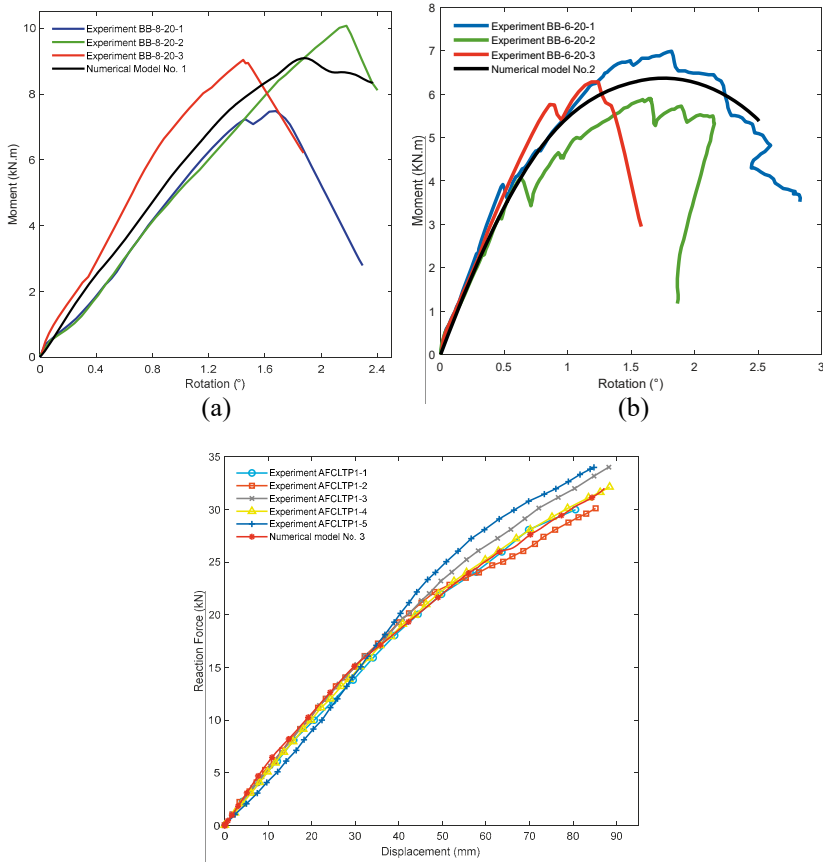 10
8
6
4
2
0
Moment (kN.m)
Experiment BB-8-20-1
Experiment BB-8-20-2
Experiment BB-8-20-3
Numerical Model No. 1
0 0.4 0.8 1.2 1.6 2.0 2.4
Rotation (°)
(a)
8
7
6
5
4
3
2
1
0
Moment (KN.m)
Experiment BB-6-20-1
Experiment BB-6-20-2
Experiment BB-6-20-3
Numerical model No.2
0 0.5 1 1.5 2 2.5 3
Rotation (°)
(b)
35
30
25
20
15
10
5
0
Reaction Force (kN)
Experiment AFCLTP1-1
Experiment AFCLTP1-2
Experiment AFCLTP1-3
Experiment AFCLTP1-4
Experiment AFCLTP1-5
Numerical model No. 3
0 10 20 30 40 50 60 70 80 90
Displacement (mm)